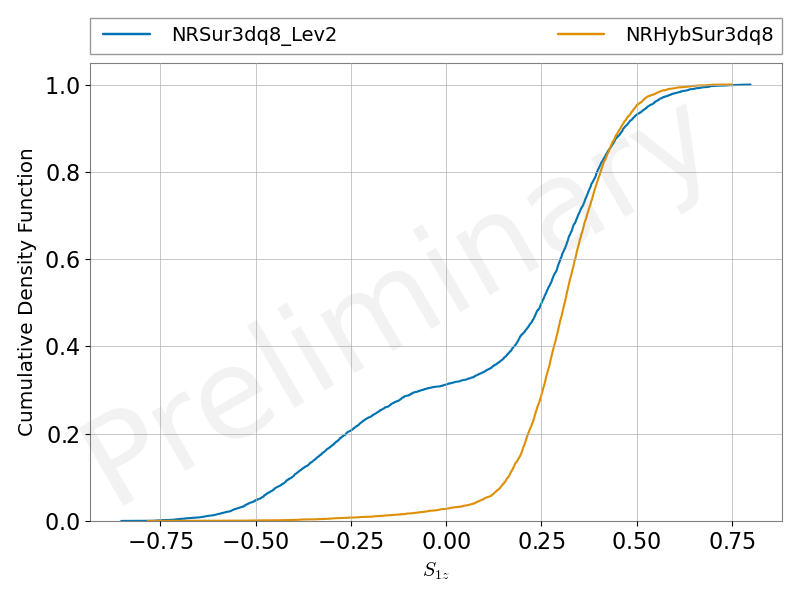 NRSur3dq8_Lev2 NRHybSur3dq8
1.0
0.8
0.6
0.4
0.2
0.0
Cumulative Density Function
Preliminary
−0.75 −0.50 −0.25 0.00 0.25 0.50 0.75
S1z